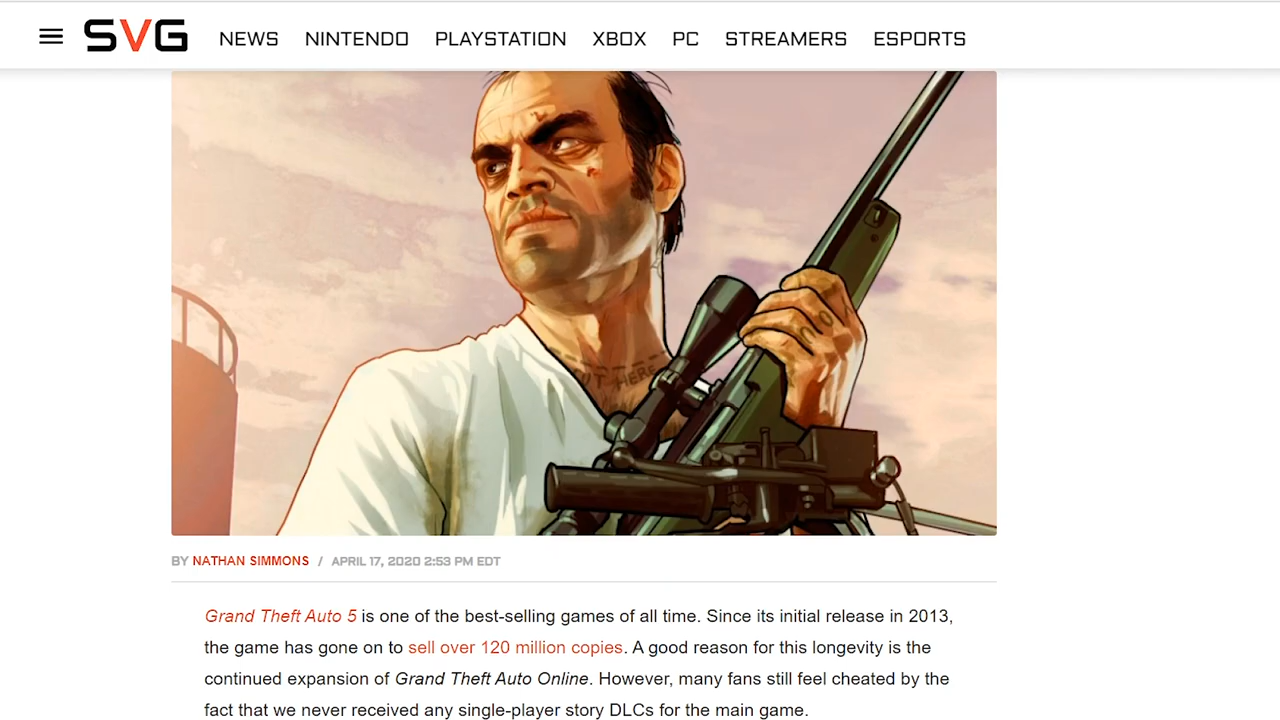 SVG NEWS NINTENDO PLAYSTATION XBOX PC STREAMERS ESPORTS
HERE
BY NATHAN SIMMONS / APRIL 17, 2020 2:53 PM EDT
Grand Theft Auto 5 is one of the best-selling games of all time. Since its initial release in 2013,
the game has gone on to sell over 120 million copies. A good reason for this longevity is the
continued expansion of Grand Theft Auto Online. However, many fans still feel cheated by the
fact that we never received any single-player story DLCs for the main game.